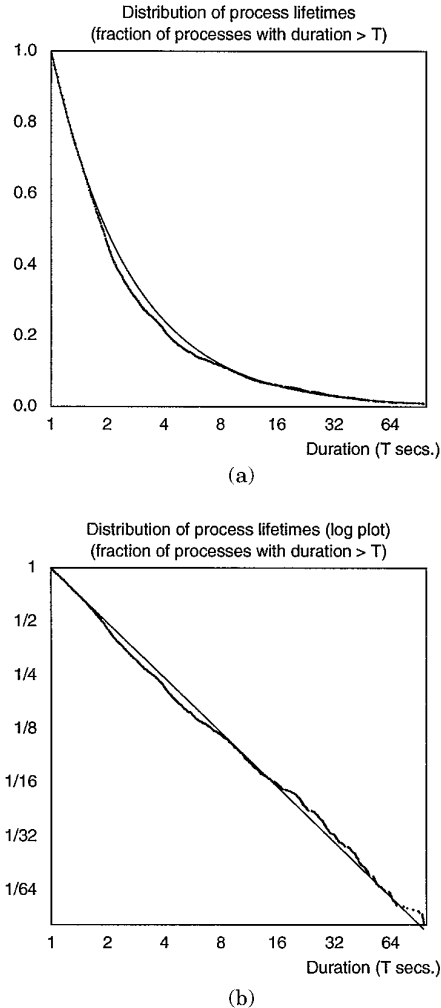 Distribution of process lifetimes
(fraction of processes with duration > T)
1.0
0.8
0.6
0.4
0.2
0.0
1 2 4 8 16 32 64
Duration (T secs.)
(a)
Distribution of process lifetimes (log plot)
(fraction of processes with duration > T)
1
1/2
1/4
1/8
1/16
1/32
1/64
1 2 4 8 16 32 64
Duration (T secs.)
(b)